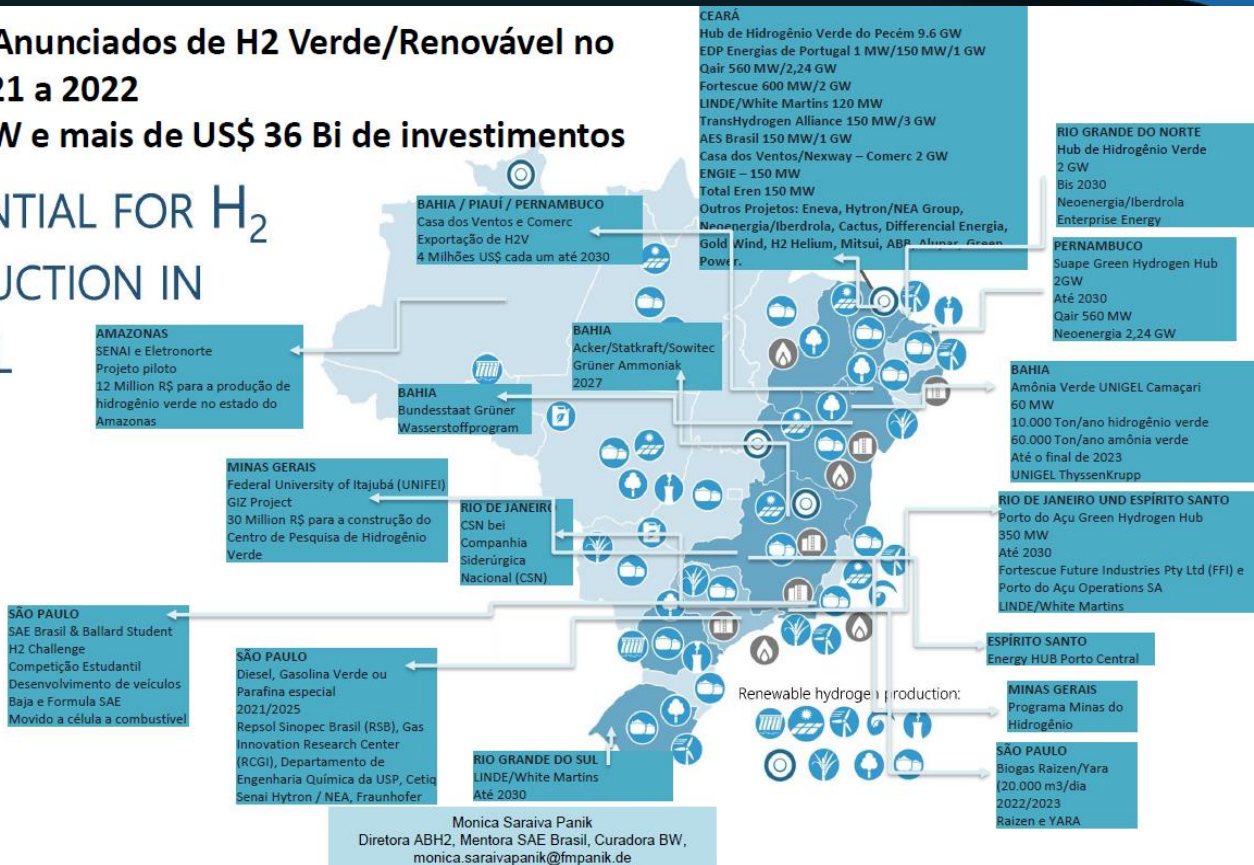 Anunciados de H2 Verde/Renovável no
21 a 2022
W e mais de US$ 36 Bi de investimentos
NTIAL FOR H2
UCTION IN
L
CEARÁ
Hub de Hidrogênio Verde do Pecém 9.6 GW
EDP Energias de Portugal 1 MW/150 MW/1 GW
Qair 560 MW/2,24 GW
Fortescue 600 MW/2 GW
LINDE/White Martins 120 MW
TransHydrogen Alliance 150 MW/3 GW
AES Brasil 150 MW/1 GW
Casa dos Ventos/Nexway – Comerc 2 GW
ENGIE – 150 MW
Total Eren 150 MW
Outros Projetos: Eneva, Hytron/NEA Group,
Neoenergia/Iberdrola, Cactus, Differencial Energia,
Gold Wind, H2 Helium, Mitsui, ABB, Alupar, Green
Power.
RIO GRANDE DO NORTE
Hub de Hidrogênio Verde
2 GW
Bis 2030
Neoenergia/Iberdrola
Enterprise Energy
BAHIA / PIAUÍ / PERNAMBUCO
Casa dos Ventos e Comerc
Exportação de H2V
4 Milhões US$ cada um até 2030
PERNAMBUCO
Suape Green Hydrogen Hub
2GW
Até 2030
Qair 560 MW
Neoenergia 2,24 GW
AMAZONAS
SENAI e Eletronorte
Projeto piloto
12 Million R$ para a produção de
hidrogênio verde no estado do
Amazonas
BAHIA
Acker/Statkraft/Sowitec
Grüner Ammoniak
2027
BAHIA
Bundesstaat Grüner
Wasserstoffprogram
BAHIA
Amônia Verde UNIGEL Camaçari
60 MW
10.000 Ton/ano hidrogênio verde
60.000 Ton/ano amônia verde
Até o final de 2023
UNIGEL ThyssenKrupp
MINAS GERAIS
Federal University of Itajubá (UNIFEI)
GIZ Project
30 Million R$ para a construção do
Centro de Pesquisa de Hidrogênio
Verde
RIO DE JANEIRO
CSN bei
Companhia
Siderúrgica
Nacional (CSN)
RIO DE JANEIRO UND ESPÍRITO SANTO
Porto do Açu Green Hydrogen Hub
350 MW
Até 2030
Fortescue Future Industries Pty Ltd (FFI) e
Porto do Açu Operations SA
LINDE/White Martins
SÃO PAULO
SAE Brasil & Ballard Student
H2 Challenge
Competição Estudantil
Desenvolvimento de veículos
Baja e Formula SAE
Movido a célula a combustível
SÃO PAULO
Diesel, Gasolina Verde ou
Parafina especial
2021/2025
Repsol Sinopec Brasil (RSB), Gas
Innovation Research Center
(RCGI), Departamento de
Engenharia Química da USP, Cetiq
Senai Hytron / NEA, Fraunhofer
ESPÍRITO SANTO
Energy HUB Porto Central
Renewable hydrogen production:
MINAS GERAIS
Programa Minas do
Hidrogênio
RIO GRANDE DO SUL
LINDE/White Martins
Até 2030
SÃO PAULO
Biogas Raizen/Yara
(20.000 m3/dia
2022/2023
Raizen e YARA
Monica Saraiva Panik
Diretora ABH2, Mentora SAE Brasil, Curadora BW,
monica.saraivapanik@fmpanik.de